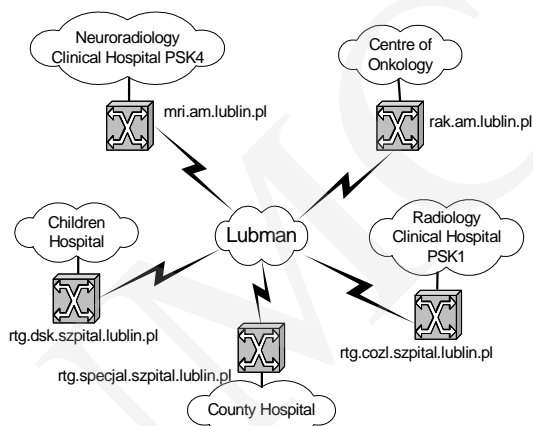 Neuroradiology
Clinical Hospital PSK4
mri.am.lublin.pl
Centre of
Onkology
rak.am.lublin.pl
Children
Hospital
rtg.dsk.szpital.lublin.pl
Lubman
Radiology
Clinical Hospital
PSK1
rtg.cozl.szpital.lublin.pl
rtg.specjal.szpital.lublin.pl
County Hospital